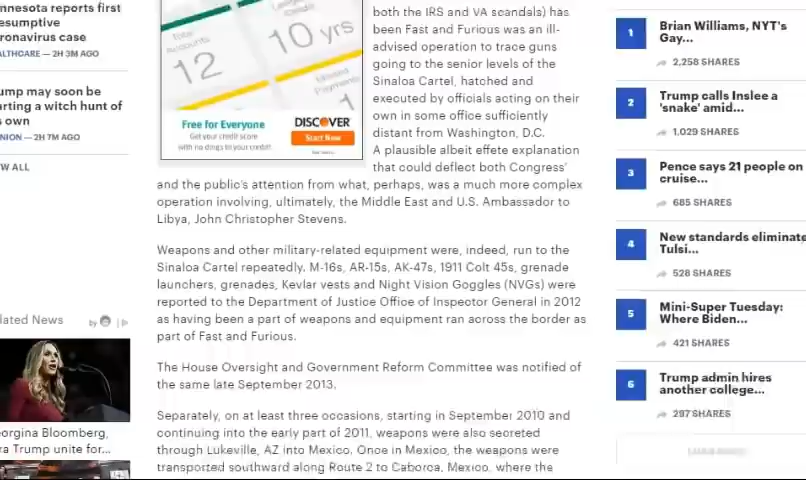 nnesota reports first
esumptive
ronavirus case
ALTHCARE — 2H 3M AGO
ump may soon be
arting a witch hunt of
s own
NION — 2H 7M AGO
W ALL
lated News
by
eorgina Bloomberg,
ra Trump unite for...
Total
Accounts
12
10 yrs
Missed
Payments
1
Free for Everyone
Get your credit score
with no dings to your credit!
DISCOVER
Start Now
both the IRS and VA scandals) has
been Fast and Furious was an ill-
advised operation to trace guns
going to the senior levels of the
Sinaloa Cartel, hatched and
executed by officials acting on their
own in some office sufficiently
distant from Washington, D.C.
A plausible albeit effete explanation
that could deflect both Congress'
and the public's attention from what, perhaps, was a much more complex
operation involving, ultimately, the Middle East and U.S. Ambassador to
Libya, John Christopher Stevens.
Weapons and other military-related equipment were, indeed, run to the
Sinaloa Cartel repeatedly. M-16s, AR-15s, AK-47s, 1911 Colt 45s, grenade
launchers, grenades, Kevlar vests and Night Vision Goggles (NVGs) were
reported to the Department of Justice Office of Inspector General in 2012
as having been a part of weapons and equipment ran across the border as
part of Fast and Furious.
The House Oversight and Government Reform Committee was notified of
the same late September 2013.
Separately, on at least three occasions, starting in September 2010 and
continuing into the early part of 2011, weapons were also secreted
through Lukeville, AZ into Mexico. Once in Mexico, the weapons were
transported southward along Route 2 to Caborca, Mexico, where the
1
Brian Williams, NYT's
Gay...
2,258 SHARES
2
Trump calls Inslee a
'snake' amid...
1,029 SHARES
3
Pence says 21 people on
cruise...
685 SHARES
4
New standards eliminate
Tulsi...
528 SHARES
5
Mini-Super Tuesday:
Where Biden...
421 SHARES
6
Trump admin hires
another college...
297 SHARES